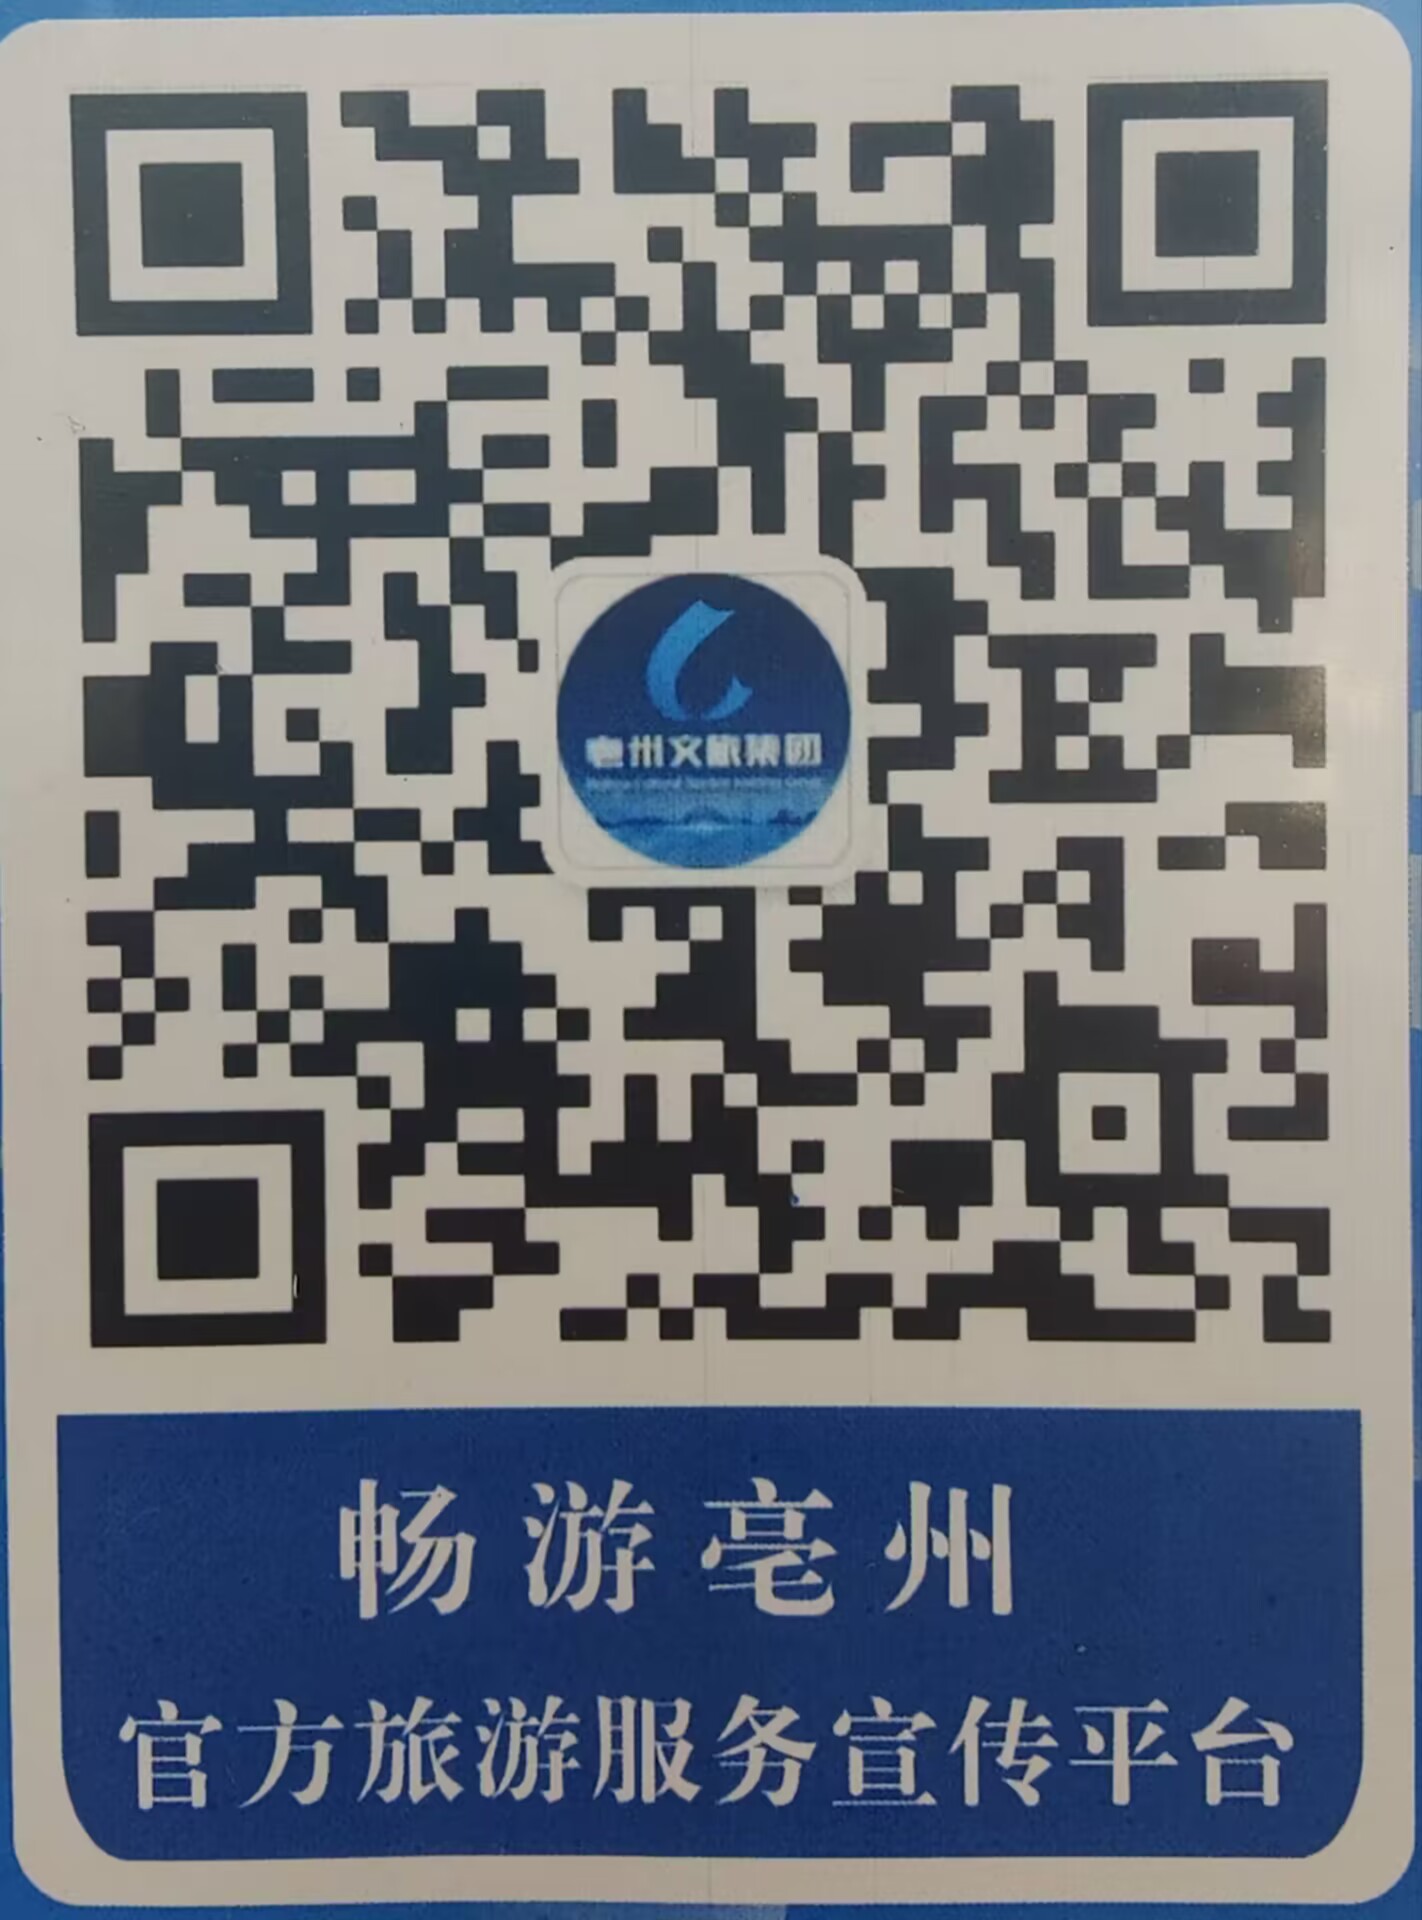 亳州文旅集团
畅游亳州
官方旅游服务宣传平台